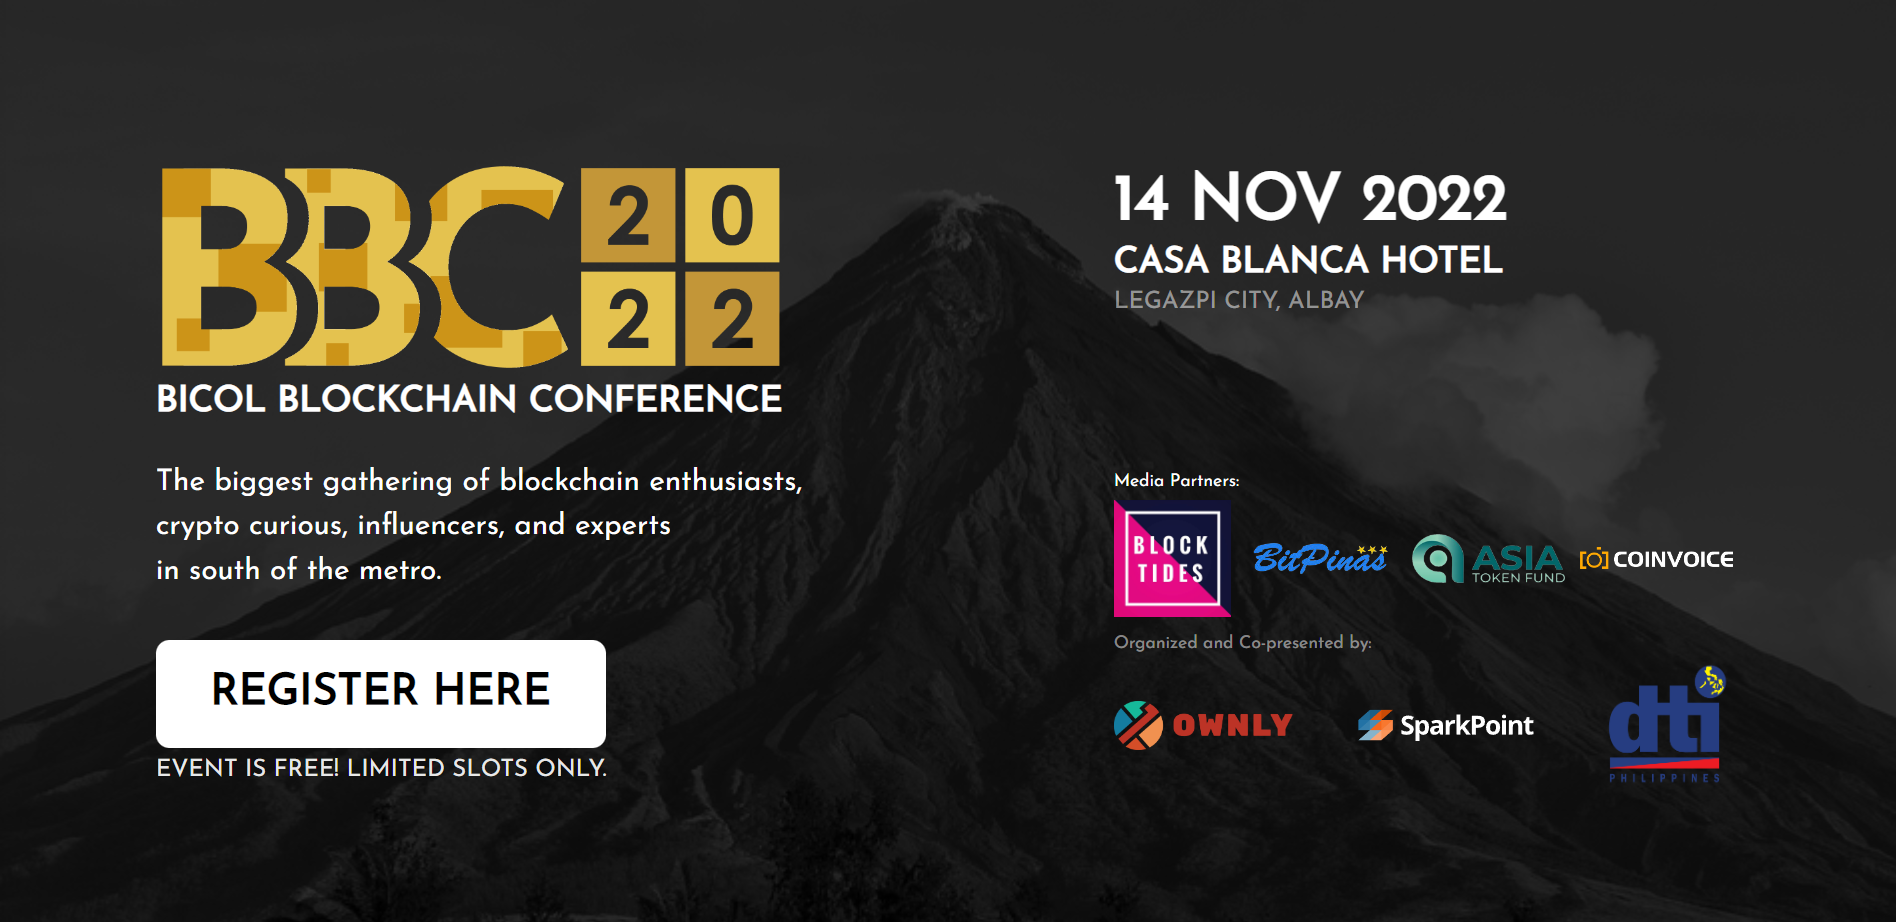 BBC 20
22
BICOL BLOCKCHAIN CONFERENCE
The biggest gathering of blockchain enthusiasts,
crypto curious, influencers, and experts
in south of the metro.
REGISTER HERE
EVENT IS FREE! LIMITED SLOTS ONLY.
14 NOV 2022
CASA BLANCA HOTEL
LEGAZPI CITY, ALBAY
Media Partners:
BLOCK
TIDES
BitPinas
ASIA
TOKEN FUND
COINVOICE
Organized and Co-presented by:
OWNLY
SparkPoint
dti
PHILIPPINES